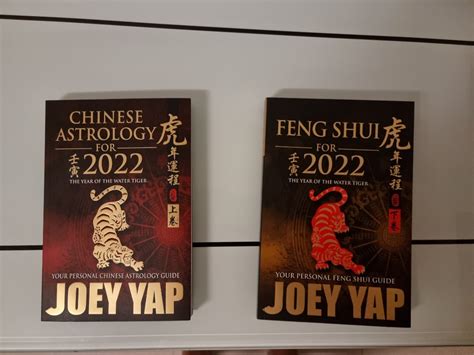 CHINESE
ASTROLOGY
FOR
壬寅
2022
THE YEAR OF THE WATER TIGER
虎
年運程
上卷
YOUR PERSONAL CHINESE ASTROLOGY GUIDE
JOEY YAP
FENG SHUI
FOR
壬寅
2022
THE YEAR OF THE WATER TIGER
虎
年運程
下卷
YOUR PERSONAL FENG SHUI GUIDE
JOEY YAP